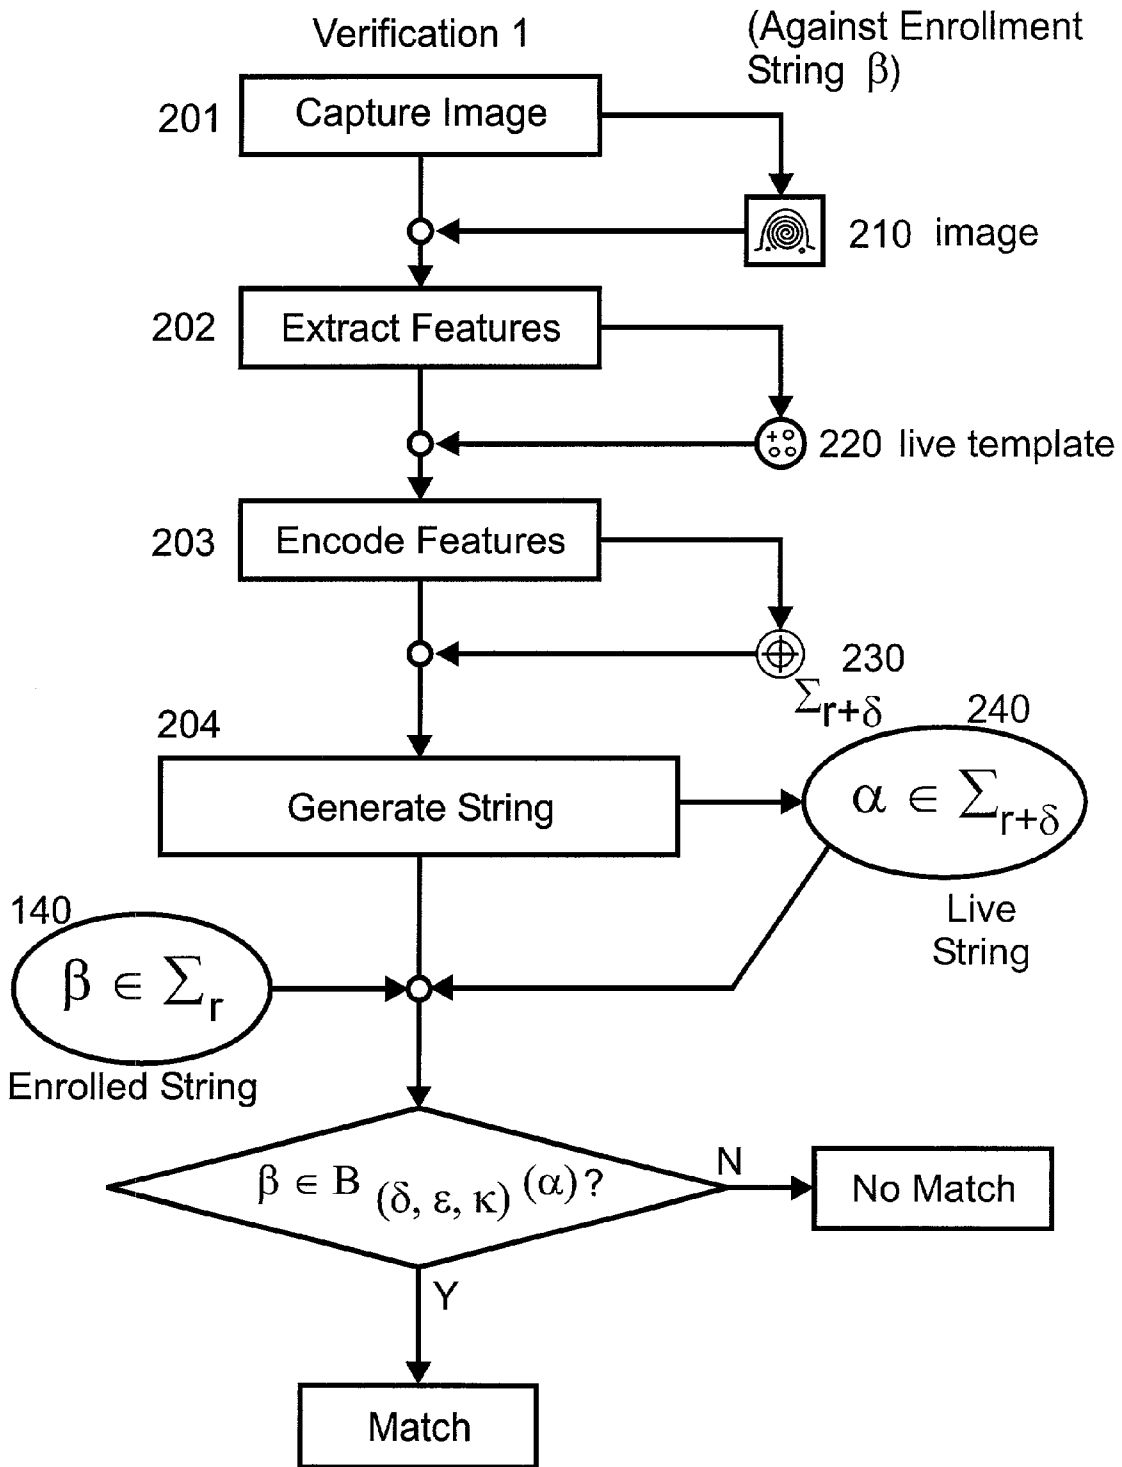 Verification 1
(Against Enrollment
String β)
201
Capture Image
210 image
202
Extract Features
220 live template
203
Encode Features
230
Σr+δ
204
240
Generate String
α ∈ Σr+δ
Live
String
140
β ∈ Σr
Enrolled String
β ∈ B (δ, ε, κ) (α)?
N
No Match
Y
Match